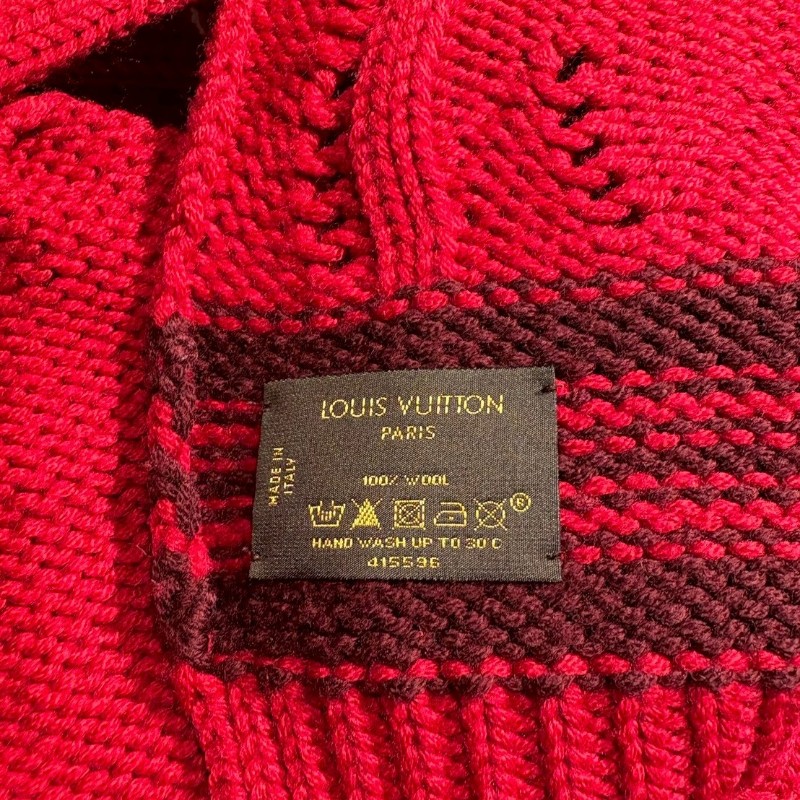 LOUIS VUITTON
PARIS
MADE IN
ITALY
100% WOOL
®
HAND WASH UP TO 30 C
415596